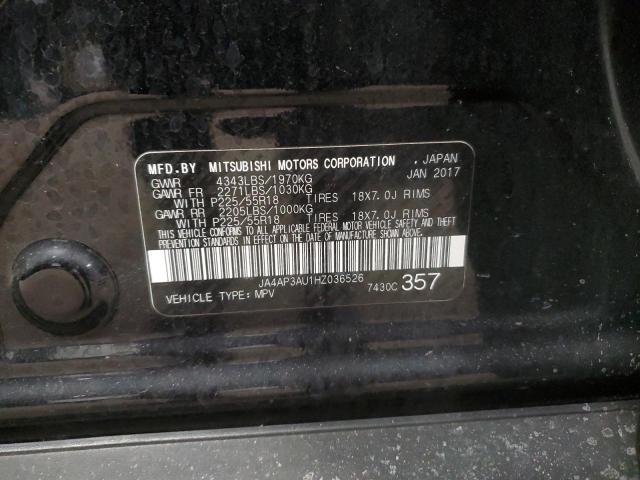 MFD.BY MITSUBISHI MOTORS CORPORATION , JAPAN
GVWR 4343LBS/1970KG JAN 2017
GAWR FR 2271LBS/1030KG
WITH P225/55R18 TIRES 18X7.0J RIMS
GAWR RR 2205LBS/1000KG
WITH P225/55R18 TIRES 18X7.0J RIMS
THIS VEHICLE CONFORMS TO ALL APPLICABLE FEDERAL MOTOR VEHICLE SAFETY AND THEFT
PREVENTION STANDARDS IN EFFECT ON THE DATE OF MANUFACTURE SHOWN ABOVE.
JA4AP3AU1HZ036526
VEHICLE TYPE: MPV 7430C 357